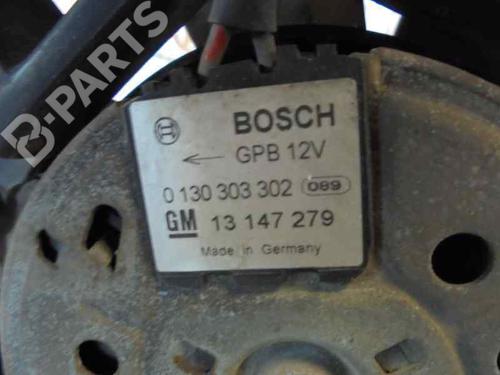 B-PARTS
BOSCH
GPB 12V
0 130 303 302 089
GM 13 147 279
Made in Germany